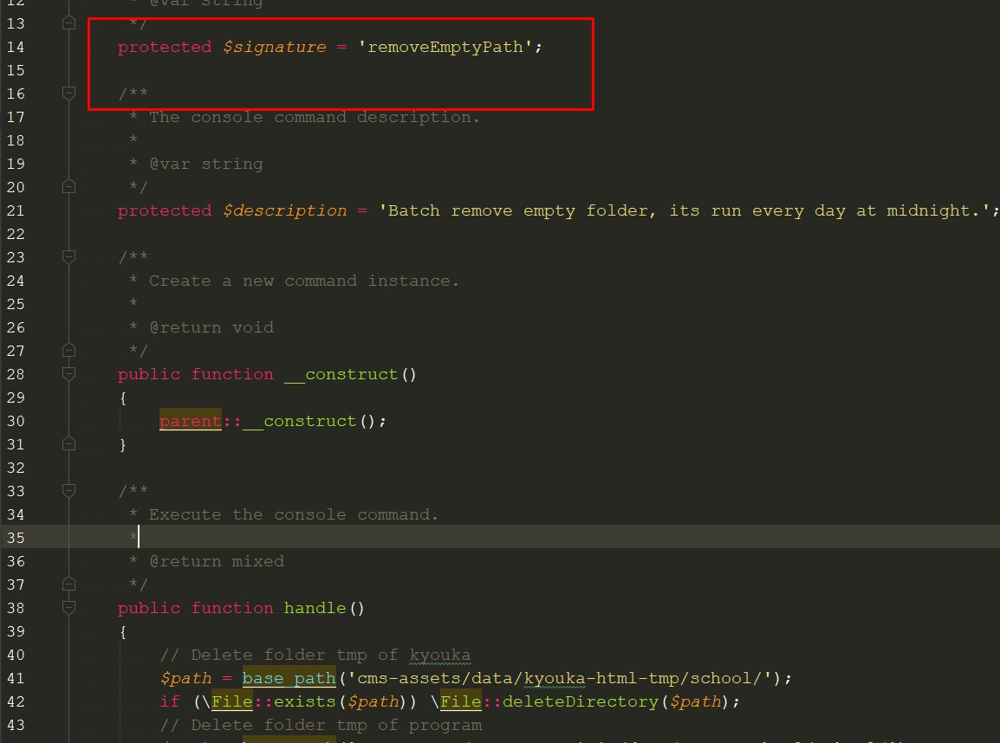 12 * @var string
13 */
14 protected $signature = 'removeEmptyPath';
15
16 /**
17 * The console command description.
18 *
19 * @var string
20 */
21 protected $description = 'Batch remove empty folder, its run every day at midnight.';
22
23 /**
24 * Create a new command instance.
25 *
26 * @return void
27 */
28 public function __construct()
29 {
30 parent::__construct();
31 }
32
33 /**
34 * Execute the console command.
35 *
36 * @return mixed
37 */
38 public function handle()
39 {
40 // Delete folder tmp of kyouka
41 $path = base_path('cms-assets/data/kyouka-html-tmp/school/');
42 if (\File::exists($path)) \File::deleteDirectory($path);
43 // Delete folder tmp of program